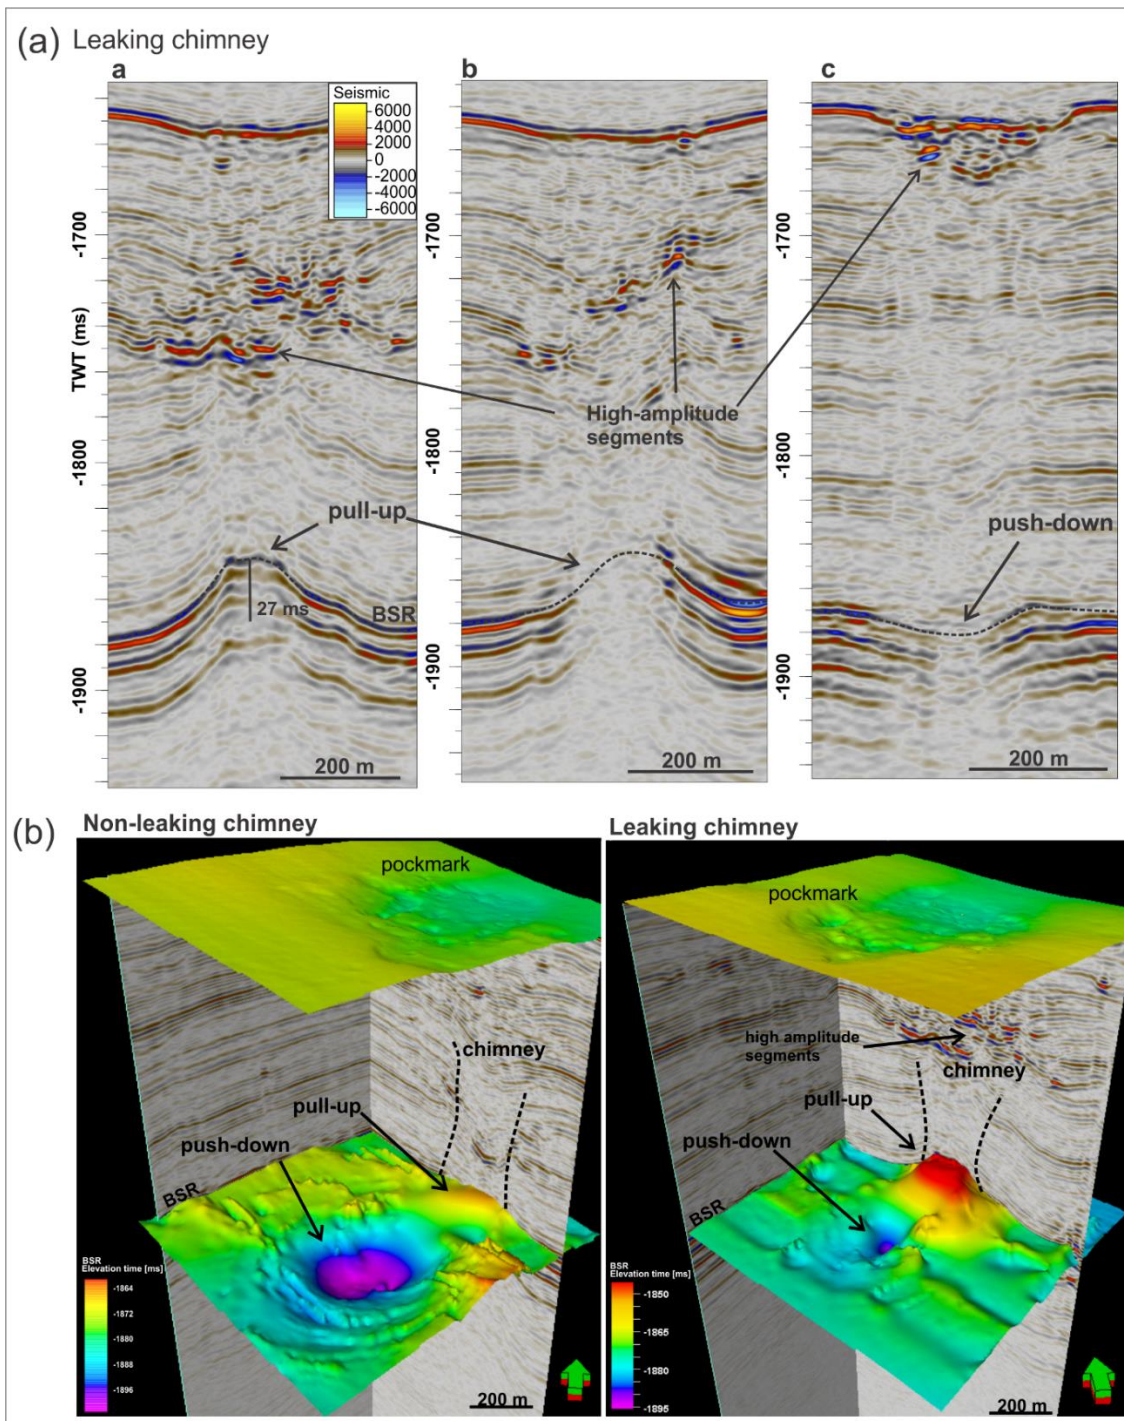 (a) Leaking chimney
a
b
c
Seismic
6000
4000
2000
0
-2000
-4000
-6000
-1700
TWT (ms)
-1800
-1900
-1700
-1800
-1900
-1700
-1800
-1900
High-amplitude
segments
pull-up
push-down
27 ms
BSR
200 m
200 m
200 m
(b)
Non-leaking chimney
pockmark
chimney
pull-up
push-down
BSR
BSR
Elevation time [ms]
-1864
-1872
-1880
-1888
-1896
200 m
Leaking chimney
pockmark
high amplitude
segments
chimney
pull-up
push-down
BSR
BSR
Elevation time [ms]
-1850
-1865
-1880
-1895
200 m